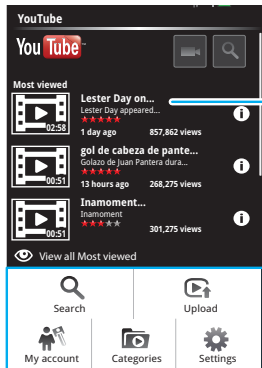 YouTube
YouTube
Most viewed
Lester Day on...
Lester Day appeared...
02:58
1 day ago 857,862 views
gol de cabeza de pante...
Golazo de Juan Pantera dura...
00:51
13 hours ago 268,275 views
Inamoment...
Inamoment
00:51
301,275 views
View all Most viewed
Search
Upload
My account
Categories
Settings